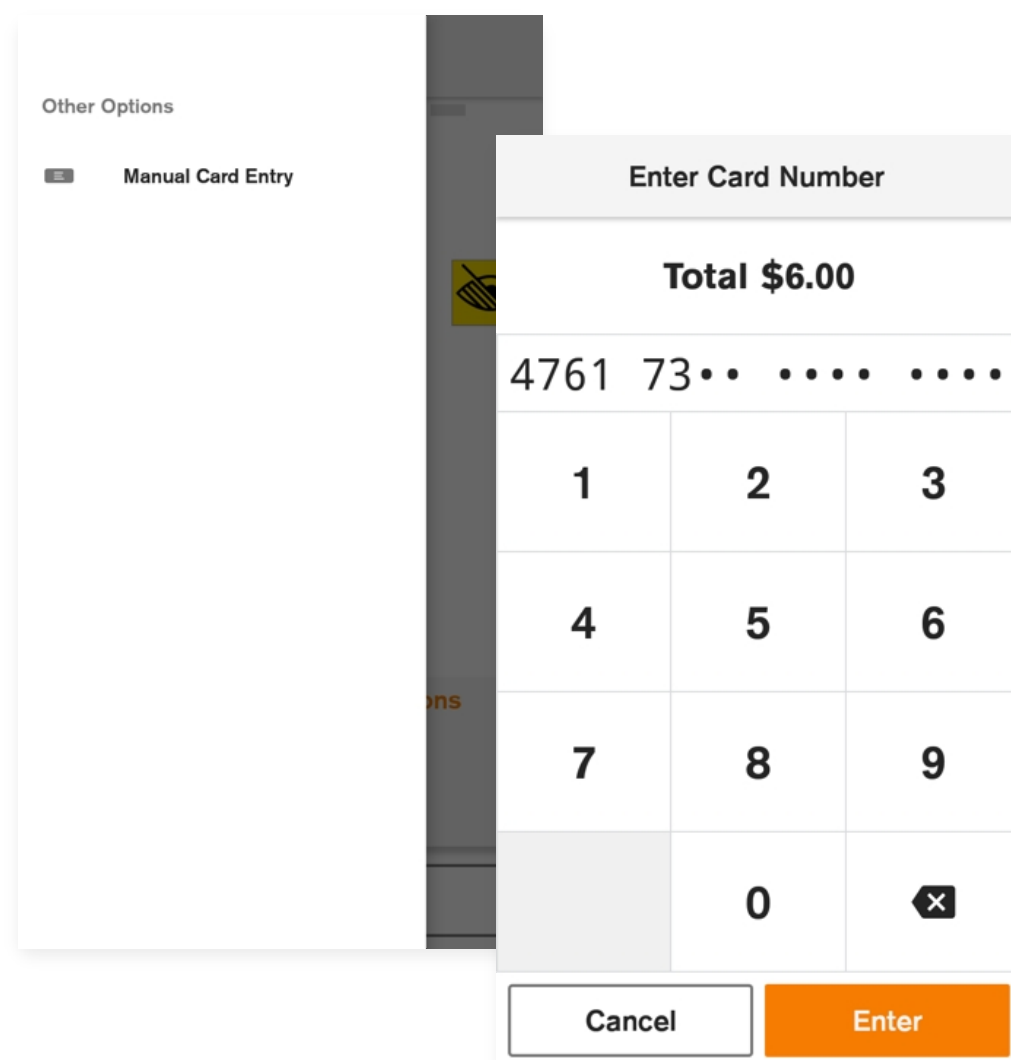 Other Options
Manual Card Entry
ons
Enter Card Number
Total $6.00
4761 73•• •••• ••••
1 2 3
4 5 6
7 8 9
0
Cancel Enter